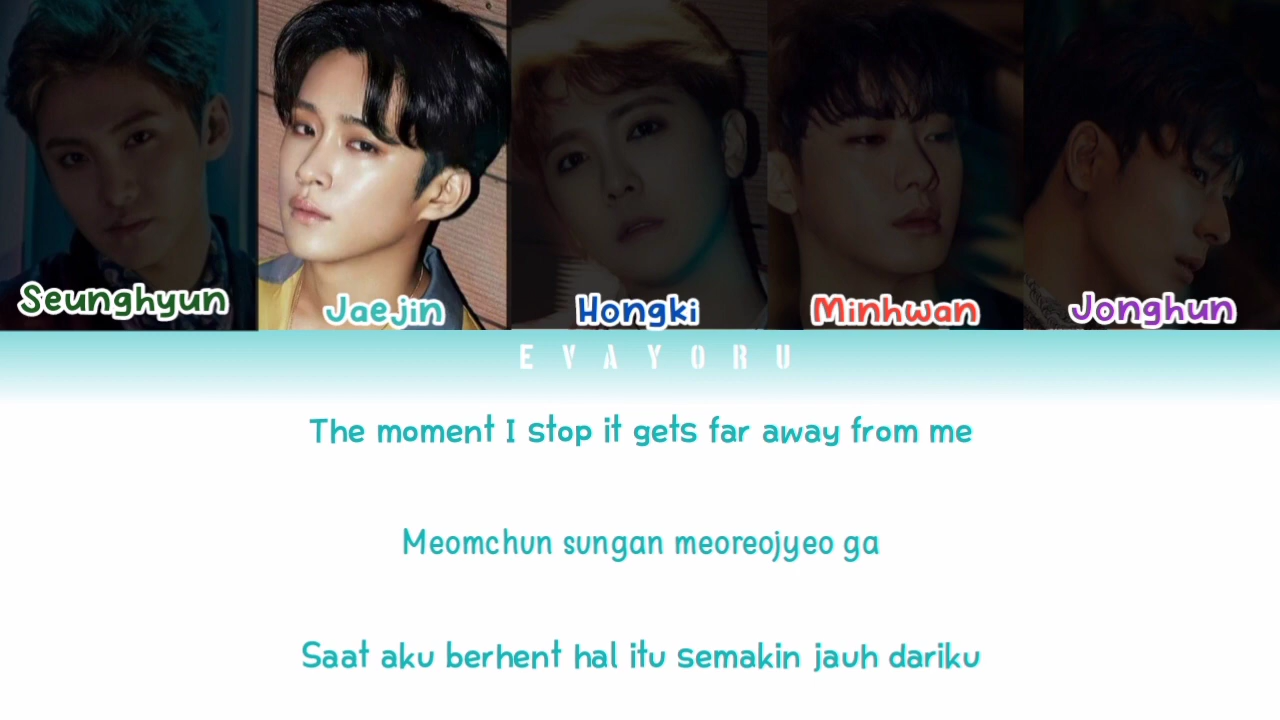 Seunghyun Jaejin Hongki Minhwan Jonghun
EVAYORU
The moment I stop it gets far away from me
Meomchun sungan meoreojyeo ga
Saat aku berhent hal itu semakin jauh dariku